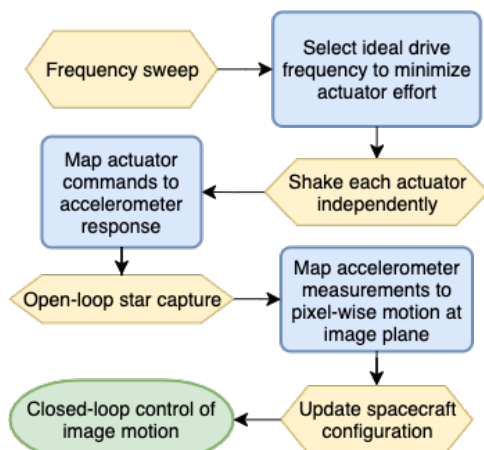 Frequency sweep
Select ideal drive
frequency to minimize
actuator effort
Map actuator
commands to
accelerometer
response
Shake each actuator
independently
Open-loop star capture
Map accelerometer
measurements to
pixel-wise motion at
image plane
Closed-loop control of
image motion
Update spacecraft
configuration